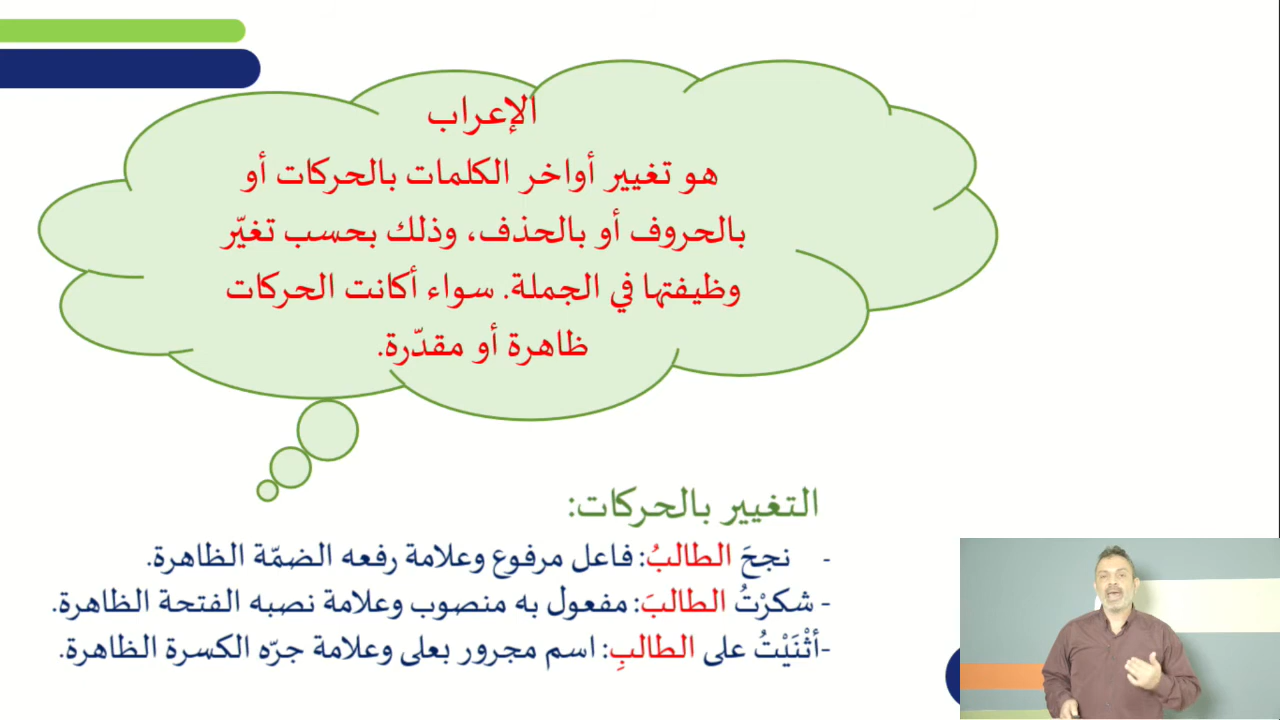 الإعراب
هو تغيير أواخر الكلمات بالحركات أو
بالحروف أو بالحذف، وذلك بحسب تغيّر
وظيفتها في الجملة. سواء أكانت الحركات
ظاهرة أو مقدّرة.
التغيير بالحركات:
- نجحَ الطالبُ: فاعل مرفوع وعلامة رفعه الضمّة الظاهرة.
- شكرْتُ الطالبَ: مفعول به منصوب وعلامة نصبه الفتحة الظاهرة.
-أثْنَيْتُ على الطالبِ: اسم مجرور بعلى وعلامة جرّه الكسرة الظاهرة.